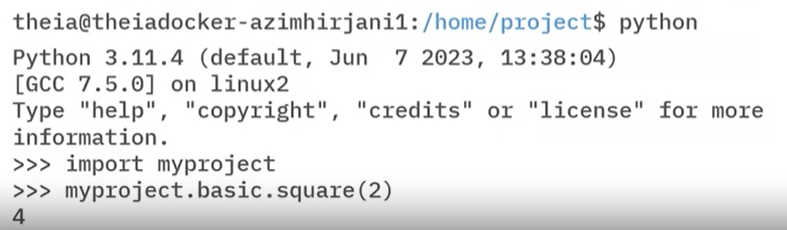 theia@theiadocker-azimhirjani1:/home/project$ python
Python 3.11.4 (default, Jun  7 2023, 13:38:04)
[GCC 7.5.0] on linux2
Type "help", "copyright", "credits" or "license" for more
information.
>>> import myproject
>>> myproject.basic.square(2)
4